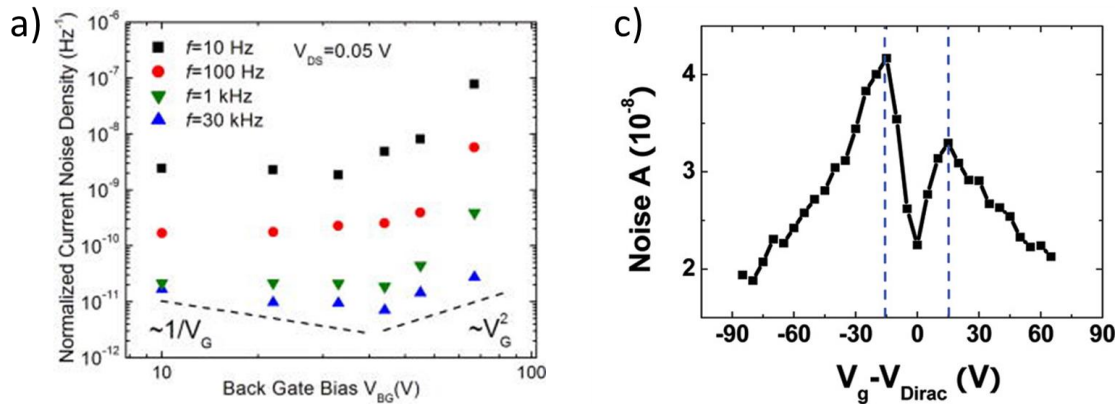 a)
Normalized Current Noise Density (Hz⁻¹)
10⁻⁶
10⁻⁷
10⁻⁸
10⁻⁹
10⁻¹⁰
10⁻¹¹
10⁻¹²
f=10 Hz
f=100 Hz
f=1 kHz
f=30 kHz
V_DS=0.05 V
~1/V_G
~V_G²
10 100
Back Gate Bias V_BG(V)
c)
Noise A (10⁻⁸)
4
3
2
-90 -60 -30 0 30 60 90
V_g-V_Dirac (V)